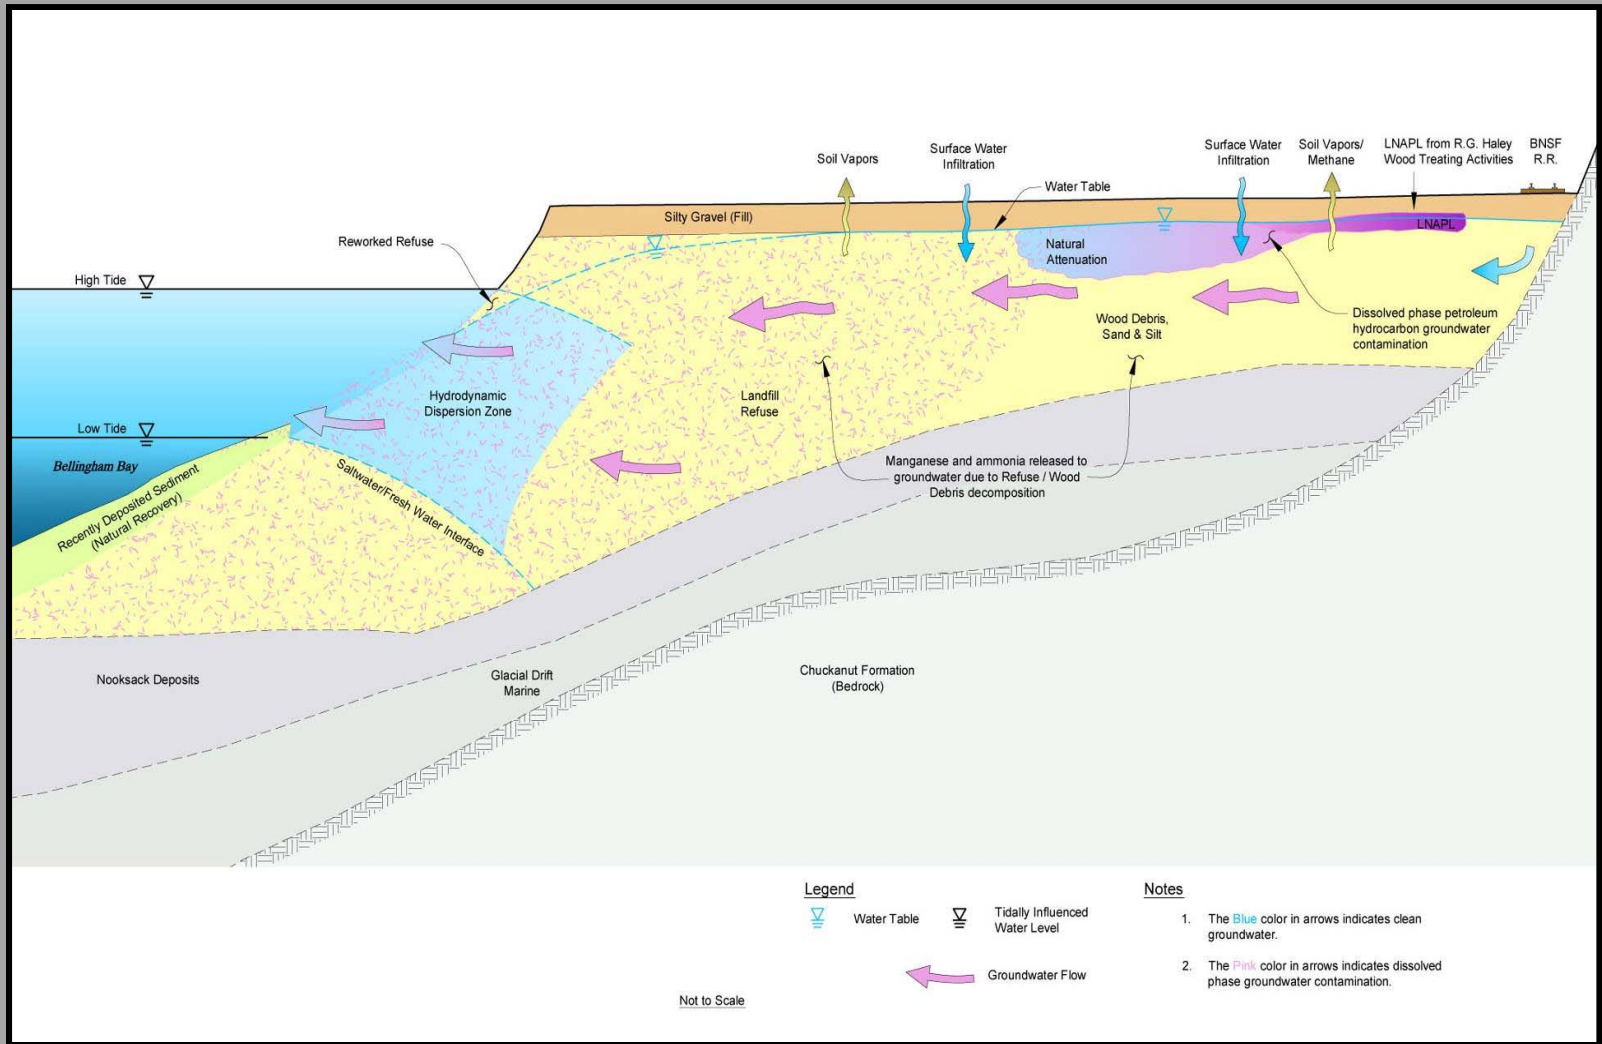 Soil Vapors
Surface Water
Infiltration
Surface Water
Infiltration
Soil Vapors/
Methane
LNAPL from R.G. Haley
Wood Treating Activities
BNSF
R.R.
Water Table
Silty Gravel (Fill)
LNAPL
Reworked Refuse
Natural
Attenuation
High Tide
Dissolved phase petroleum
hydrocarbon groundwater
contamination
Wood Debris,
Sand & Silt
Hydrodynamic
Dispersion Zone
Landfill
Refuse
Low Tide
Bellingham Bay
Recently Deposited Sediment
(Natural Recovery)
Saltwater/Fresh Water Interface
Manganese and ammonia released to
groundwater due to Refuse / Wood
Debris decomposition
Nooksack Deposits
Glacial Drift
Marine
Chuckanut Formation
(Bedrock)
Legend
Water Table
Tidally Influenced
Water Level
Groundwater Flow
Not to Scale
Notes
1. The Blue color in arrows indicates clean
groundwater.
2. The Pink color in arrows indicates dissolved
phase groundwater contamination.